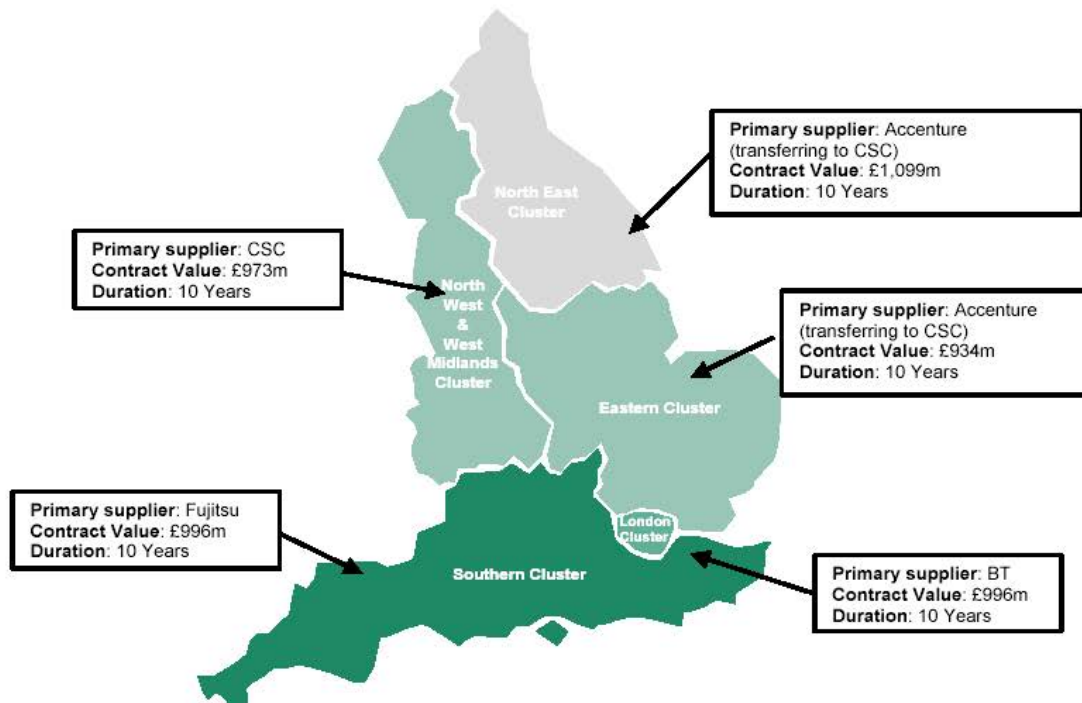 Primary supplier: Accenture
(transferring to CSC)
Contract Value: £1,099m
Duration: 10 Years
North East
Cluster
Primary supplier: CSC
Contract Value: £973m
Duration: 10 Years
North
West
&
West
Midlands
Cluster
Primary supplier: Accenture
(transferring to CSC)
Contract Value: £934m
Duration: 10 Years
Eastern Cluster
Primary supplier: Fujitsu
Contract Value: £996m
Duration: 10 Years
London
Cluster
Southern Cluster
Primary supplier: BT
Contract Value: £996m
Duration: 10 Years